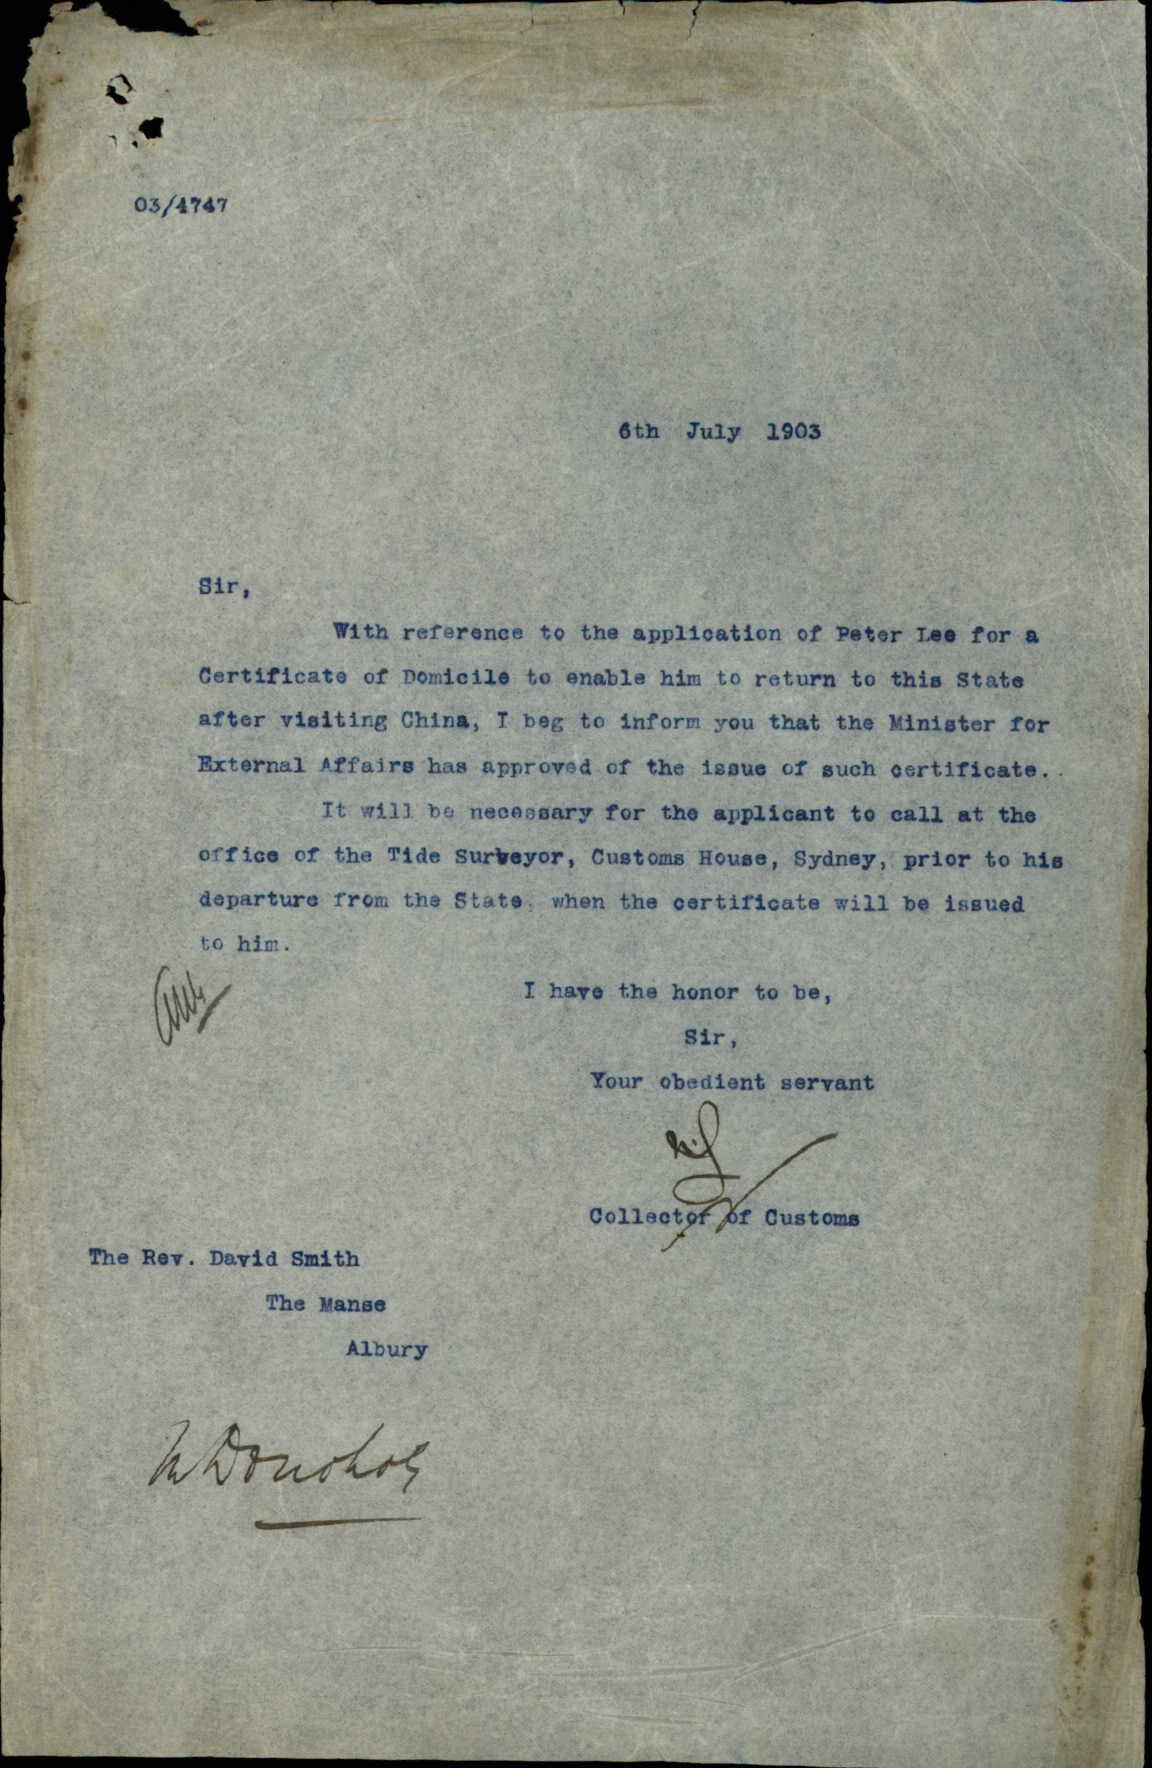 03/4747
6th July 1903
Sir,
With reference to the application of Peter Lee for a
Certificate of Domicile to enable him to return to this State
after visiting China, I beg to inform you that the Minister for
External Affairs has approved of the issue of such certificate.
It will be necessary for the applicant to call at the
office of the Tide Surveyor, Customs House, Sydney, prior to his
departure from the State, when the certificate will be issued
to him.
I have the honor to be,
Sir,
Your obedient servant
Collector of Customs
The Rev. David Smith
The Manse
Albury
Donohoe